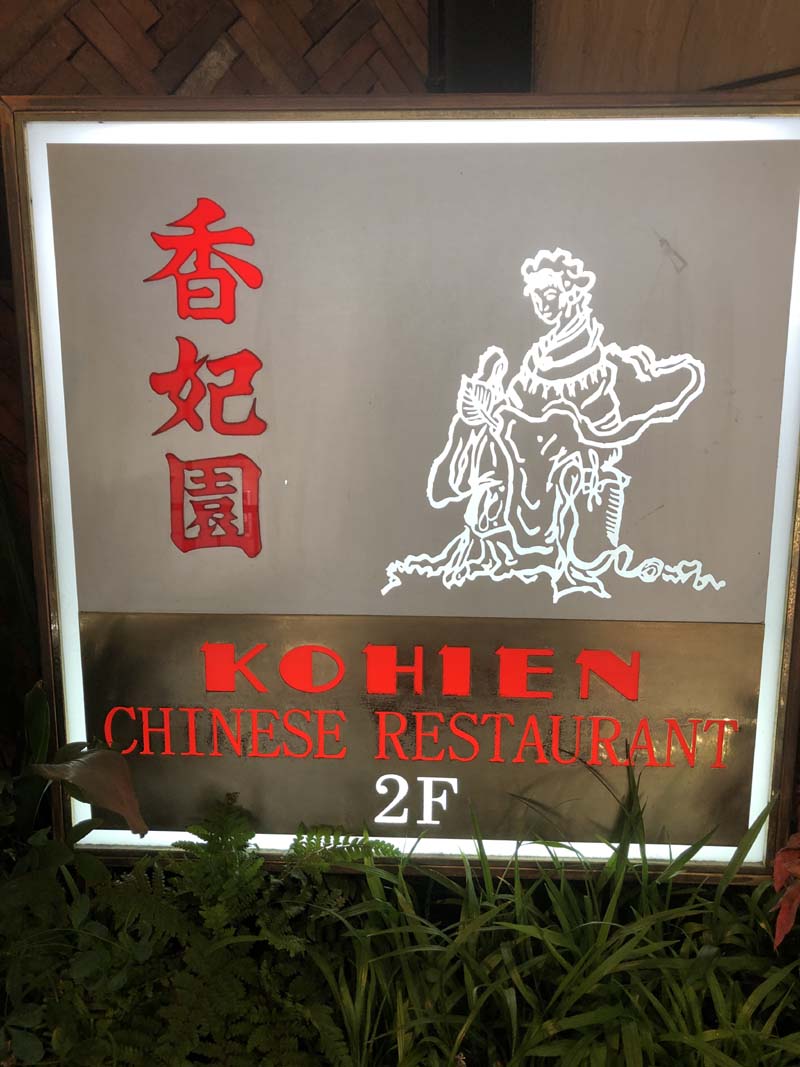 香妃園
KOHIEN
CHINESE RESTAURANT
2F